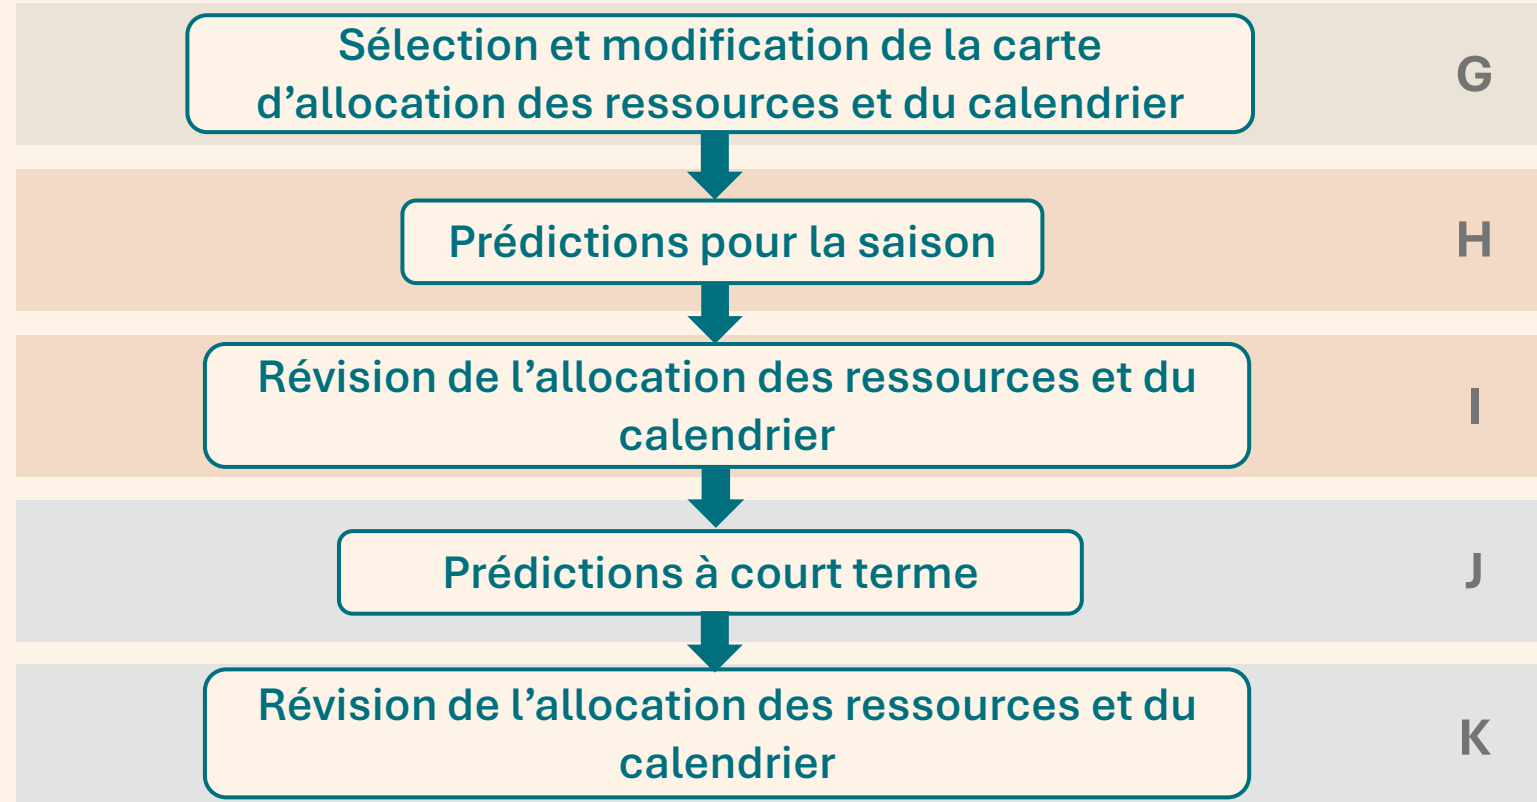 Sélection et modification de la carte
d’allocation des ressources et du calendrier
G
Prédictions pour la saison
H
Révision de l’allocation des ressources et du
calendrier
I
Prédictions à court terme
J
Révision de l’allocation des ressources et du
calendrier
K